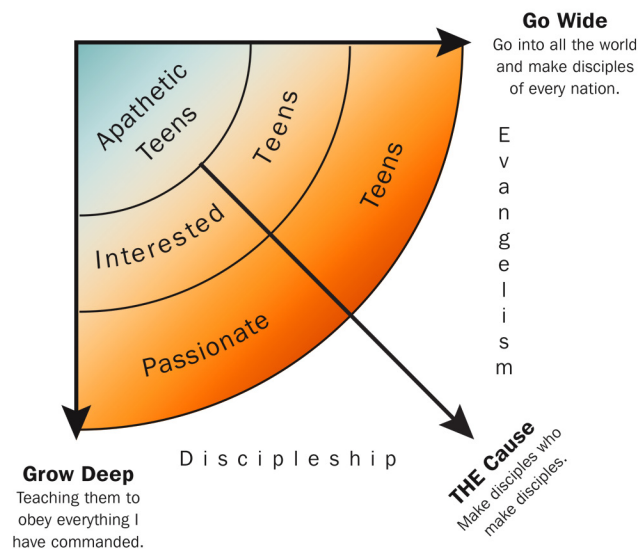 Go Wide
Go into all the world
and make disciples
of every nation.
Apathetic
Teens
Interested
Teens
Passionate
Teens
Evangelism
Discipleship
Grow Deep
Teaching them to
obey everything I
have commanded.
THE Cause
Make disciples who
make disciples.